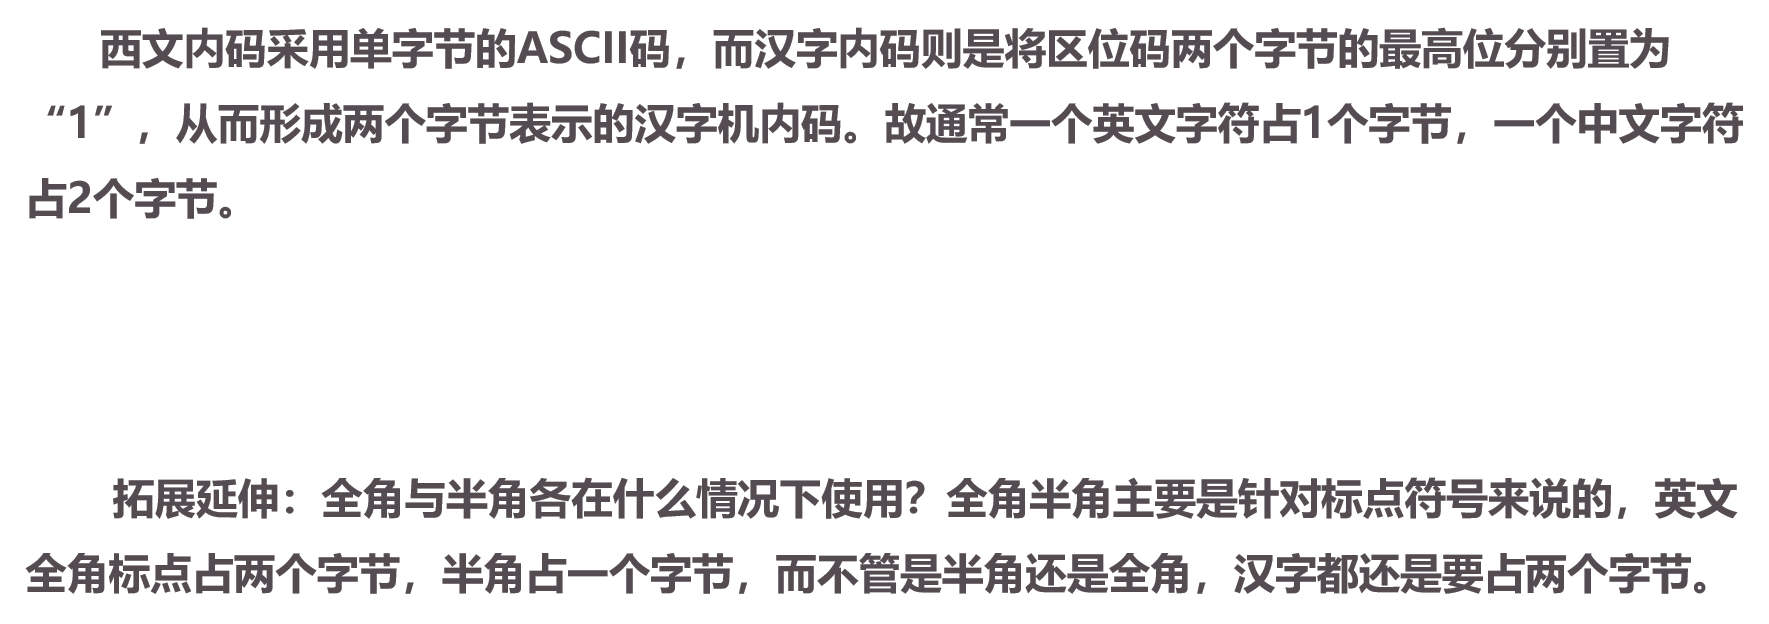 西文内码采用单字节的ASCII码，而汉字内码则是将区位码两个字节的最高位分别置为
“1”，从而形成两个字节表示的汉字机内码。故通常一个英文字符占1个字节，一个中文字符
占2个字节。
拓展延伸：全角与半角各在什么情况下使用？全角半角主要是针对标点符号来说的，英文
全角标点占两个字节，半角占一个字节，而不管是半角还是全角，汉字都还是要占两个字节。